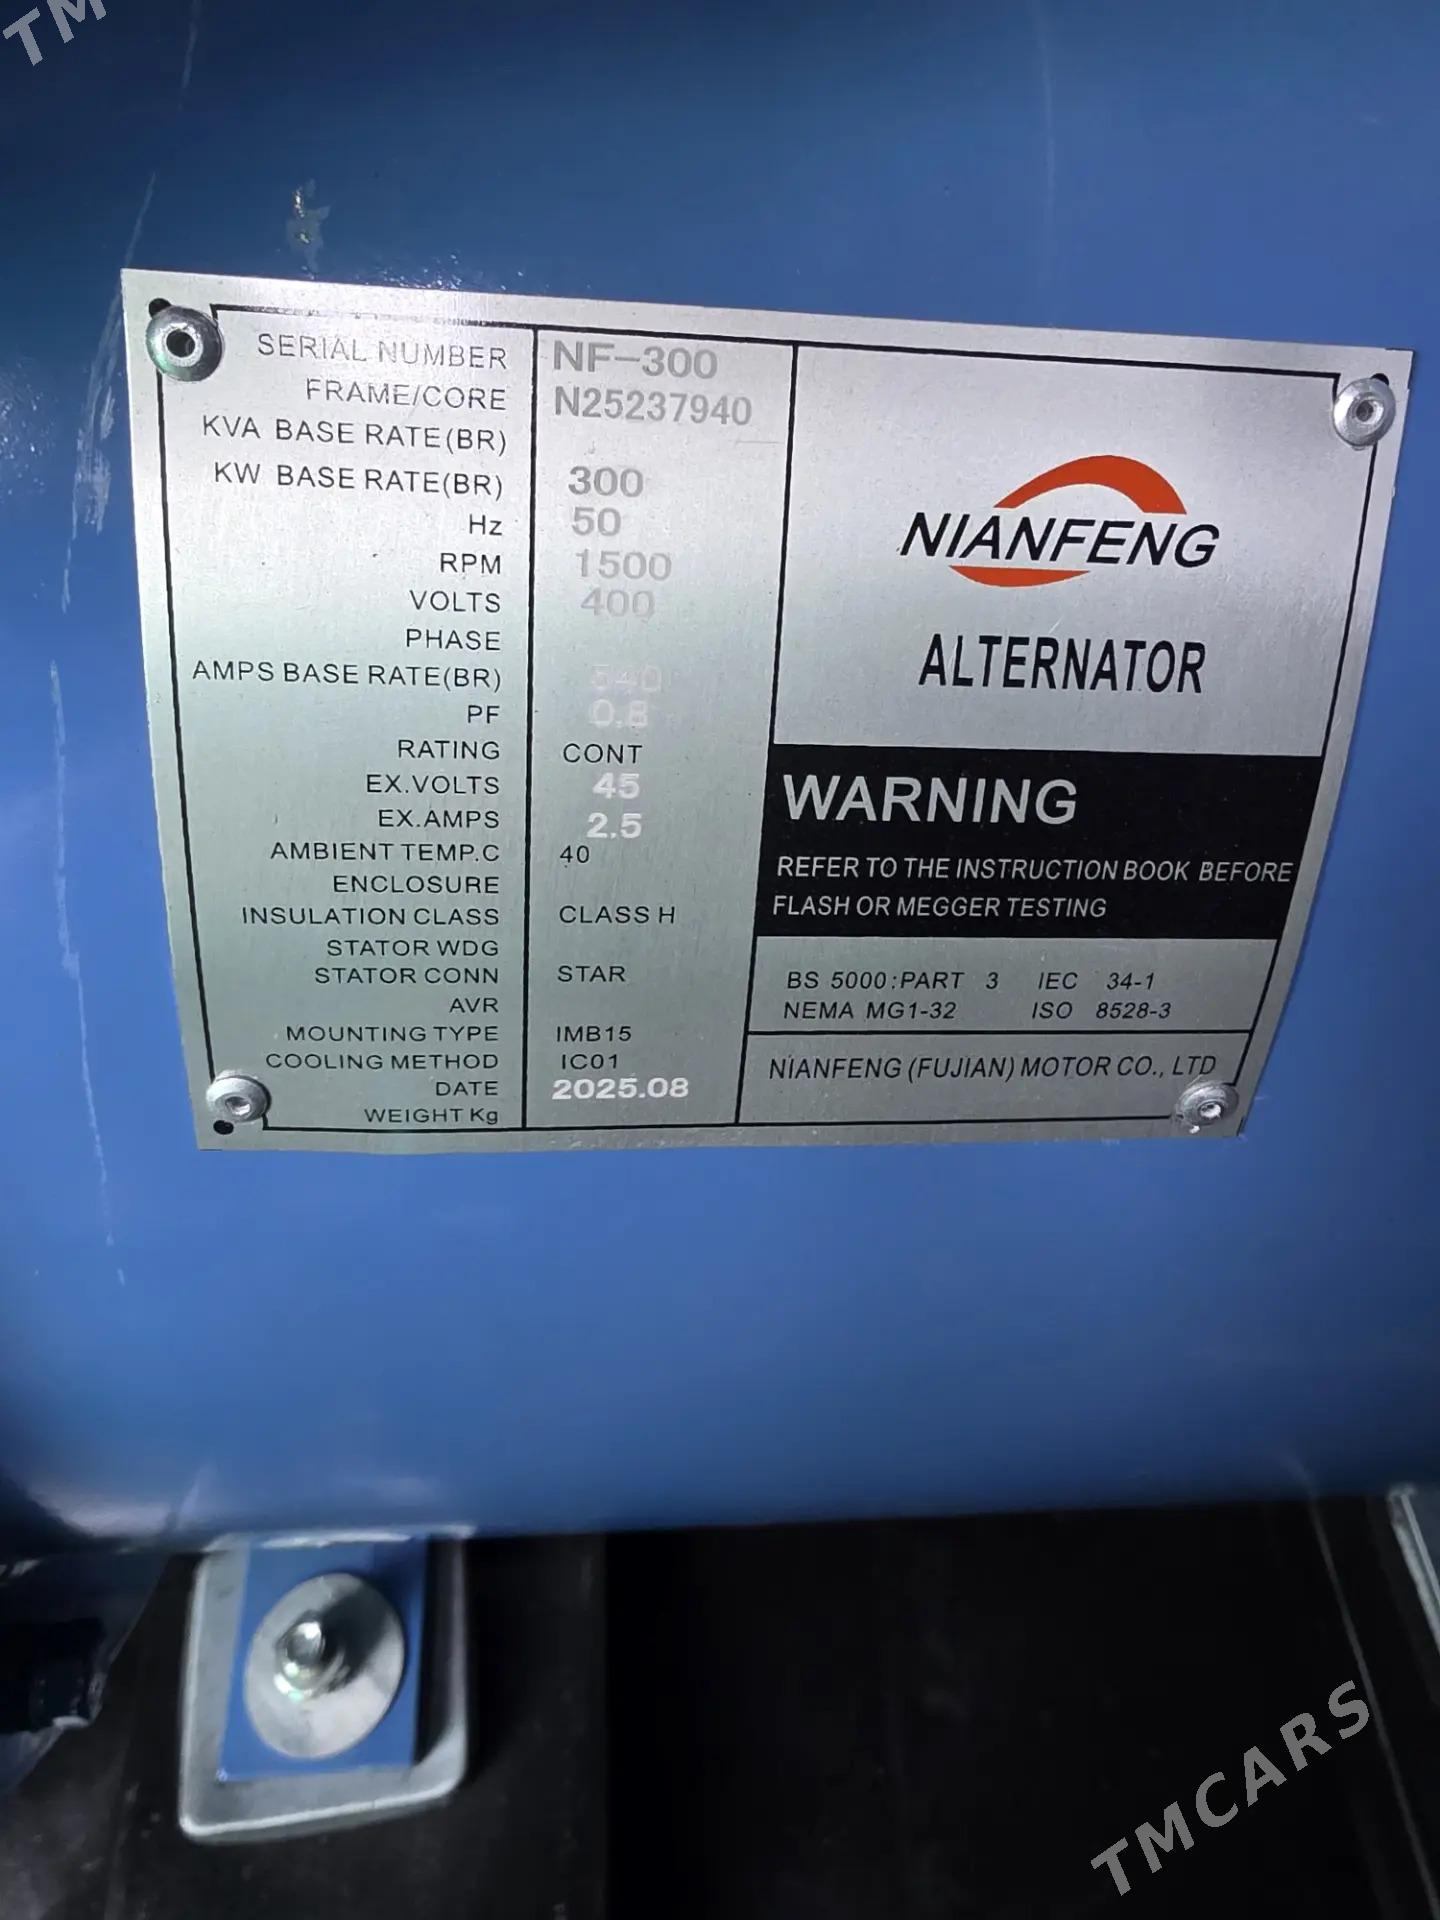 TM
SERIAL NUMBER NF-300
FRAME/CORE N25237940
KVA BASE RATE(BR)
KW BASE RATE(BR) 300
Hz 50
RPM 1500
VOLTS 400
PHASE
AMPS BASE RATE(BR) 540
PF 0.8
RATING CONT
EX.VOLTS 45
EX.AMPS 2.5
AMBIENT TEMP.C 40
ENCLOSURE
INSULATION CLASS CLASS H
STATOR WDG
STATOR CONN STAR
AVR
MOUNTING TYPE IMB15
COOLING METHOD IC01
DATE 2025.08
WEIGHT Kg
NIANFENG
ALTERNATOR
WARNING
REFER TO THE INSTRUCTION BOOK BEFORE
FLASH OR MEGGER TESTING
BS 5000:PART 3 IEC 34-1
NEMA MG1-32 ISO 8528-3
NIANFENG (FUJIAN) MOTOR CO., LTD
TMCARS